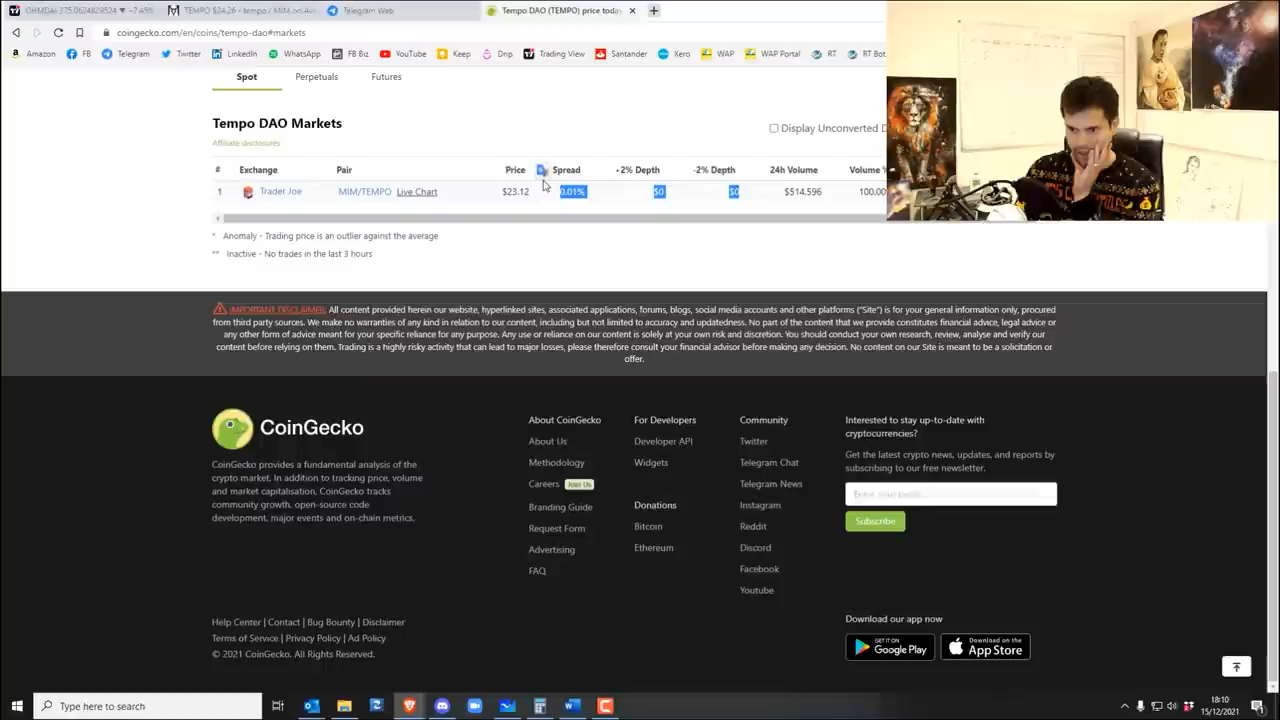 OHMDAI 375.0624829524 ▼ −7.45%
TEMPO $24.26 - tempo / MIM on A
Telegram Web
Tempo DAO (TEMPO) price today
coingecko.com/en/coins/tempo-dao#markets
Amazon
FB
Telegram
Twitter
LinkedIn
WhatsApp
FB Biz
YouTube
Keep
Dnp
Trading View
Santander
Xero
WAP
WAP Portal
RT
RT Bot
Spot
Perpetuals
Futures
Tempo DAO Markets
Display Unconverted D
Affiliate disclosures
# Exchange Pair Price Spread +2% Depth -2% Depth 24h Volume Volume %
1 Trader Joe MIM/TEMPO Live Chart $23.12 0.01% $0 $0 $514,596 100.00
* Anomaly - Trading price is an outlier against the average
** Inactive - No trades in the last 3 hours
IMPORTANT DISCLAIMER: All content provided herein our website, hyperlinked sites, associated applications, forums, blogs, social media accounts and other platforms ("Site") is for your general information only, procured
from third party sources. We make no warranties of any kind in relation to our content, including but not limited to accuracy and updatedness. No part of the content that we provide constitutes financial advice, legal advice or
any other form of advice meant for your specific reliance for any purpose. Any use or reliance on our content is solely at your own risk and discretion. You should conduct your own research, review, analyse and verify our
content before relying on them. Trading is a highly risky activity that can lead to major losses, please therefore consult your financial advisor before making any decision. No content on our Site is meant to be a solicitation or
offer.
CoinGecko
CoinGecko provides a fundamental analysis of the
crypto market. In addition to tracking price, volume
and market capitalisation, CoinGecko tracks
community growth, open-source code
development, major events and on-chain metrics.
About CoinGecko
About Us
Methodology
Careers Join Us
Branding Guide
Request Form
Advertising
FAQ
For Developers
Developer API
Widgets
Donations
Bitcoin
Ethereum
Community
Twitter
Telegram Chat
Telegram News
Instagram
Reddit
Discord
Facebook
Youtube
Interested to stay up-to-date with
cryptocurrencies?
Get the latest crypto news, updates, and reports by
subscribing to our free newsletter.
Subscribe
Download our app now
GET IT ON
Google Play
Download on the
App Store
Help Center | Contact | Bug Bounty | Disclaimer
Terms of Service | Privacy Policy | Ad Policy
© 2021 CoinGecko. All Rights Reserved.
Type here to search
18:10
15/12/2021